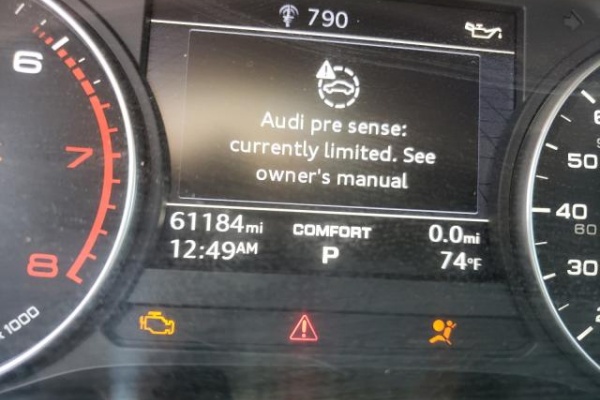 790
Audi pre sense:
currently limited. See
owner's manual
61184mi COMFORT 0.0mi
12:49AM P 74°F
6
7
8
x 1000
50
40
60
30